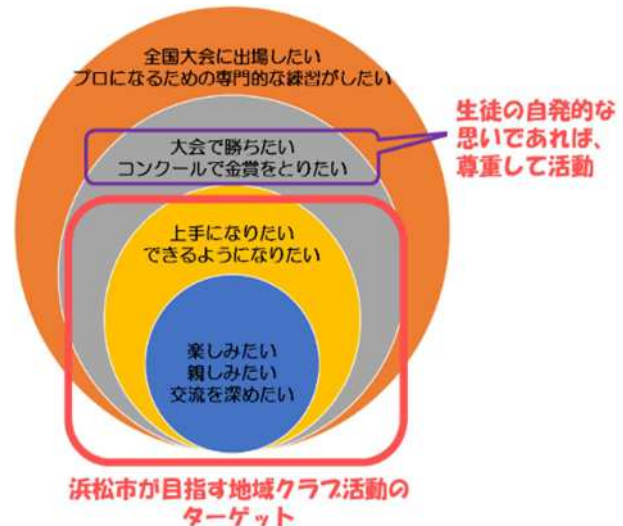 全国大会に出場したい
プロになるための専門的な練習がしたい
大会で勝ちたい
コンクールで金賞をとりたい
生徒の自発的な
思いであれば、
尊重して活動
上手になりたい
できるようになりたい
楽しみたい
親しみたい
交流を深めたい
浜松市が目指す地域クラブ活動の
ターゲット